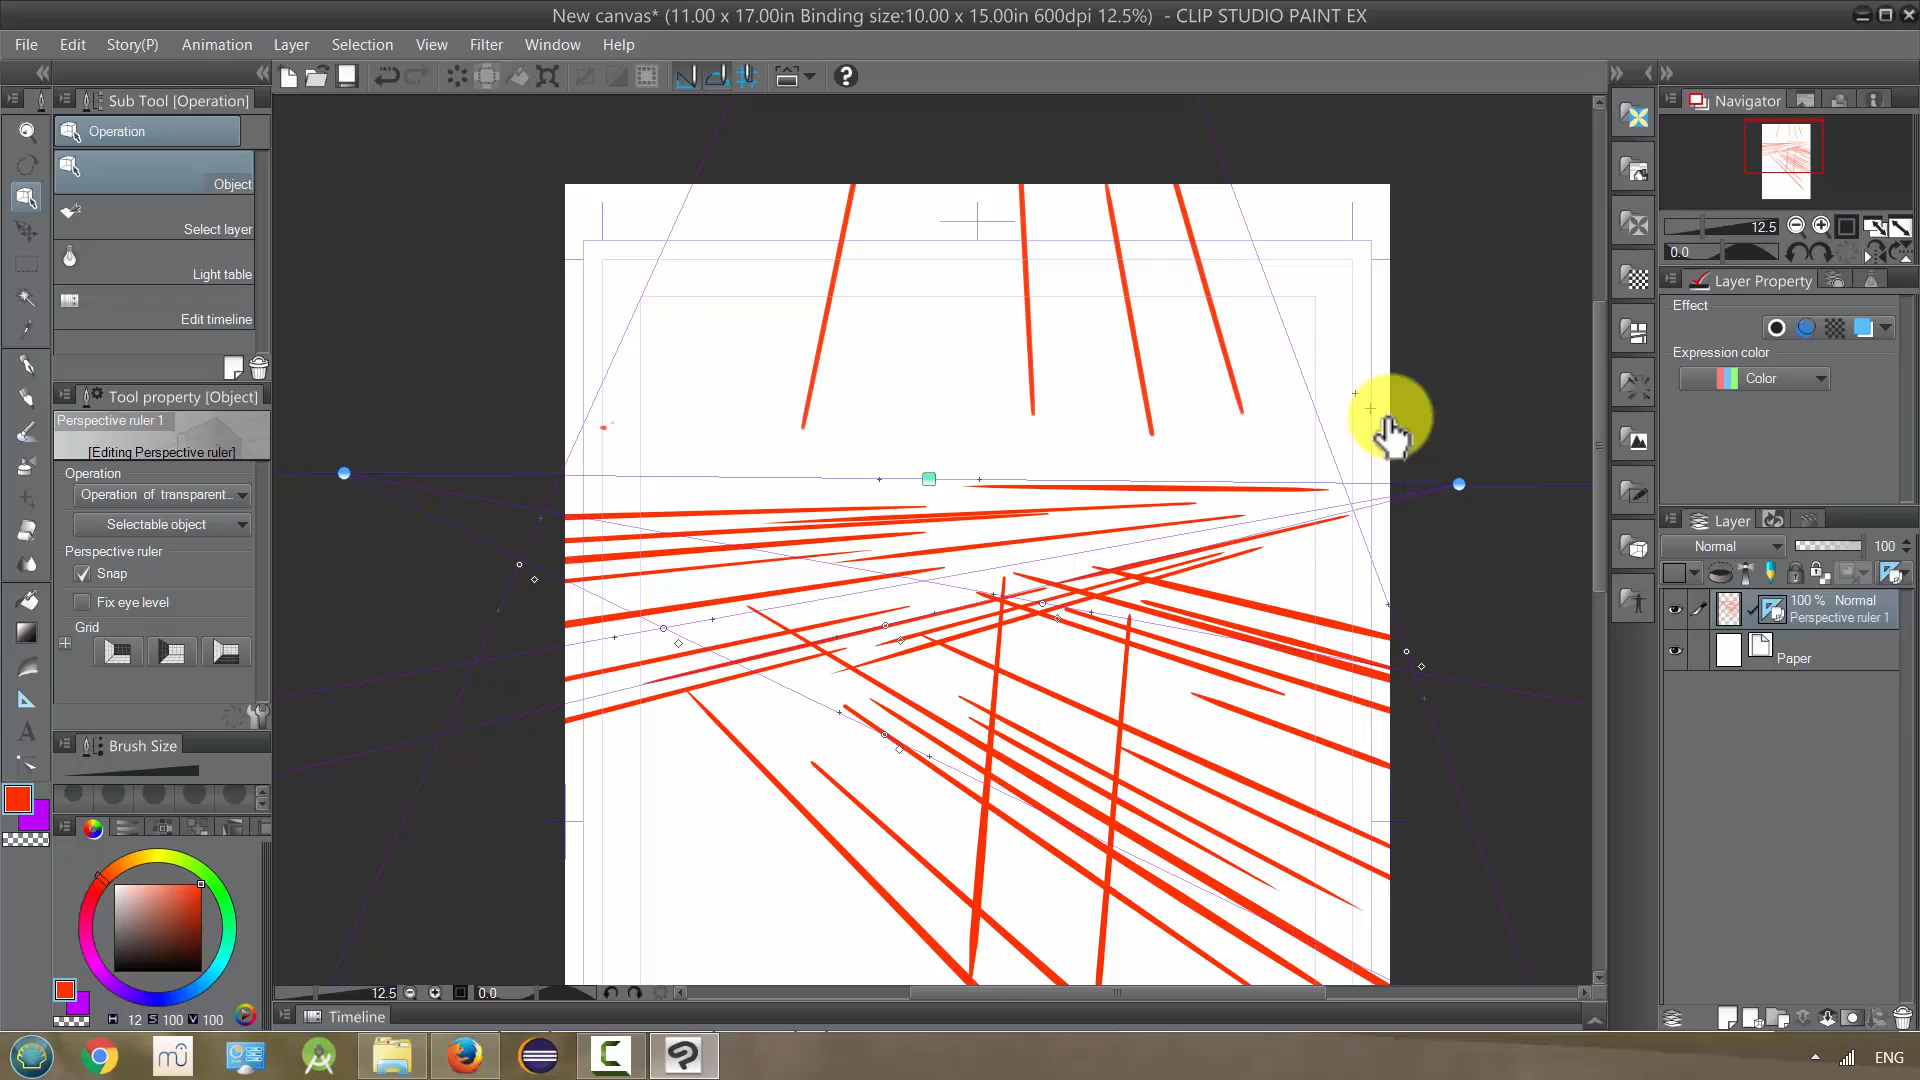 New canvas* (11.00 x 17.00in Binding size:10.00 x 15.00in 600dpi 12.5%)  - CLIP STUDIO PAINT EX
File Edit Story(P) Animation Layer Selection View Filter Window Help
Sub Tool [Operation]
Operation
Object
Select layer
Light table
Edit timeline
Tool property [Object]
Perspective ruler 1
[Editing Perspective ruler]
Operation
Operation of transparent...
Selectable object
Perspective ruler
Snap
Fix eye level
Grid
Brush Size
H 12 S 100 V 100
12.5
0.0
Timeline
Navigator
12.5
0.0
Layer Property
Effect
Expression color
Color
Layer
Normal
100
100 % Normal
Perspective ruler 1
Paper
ENG